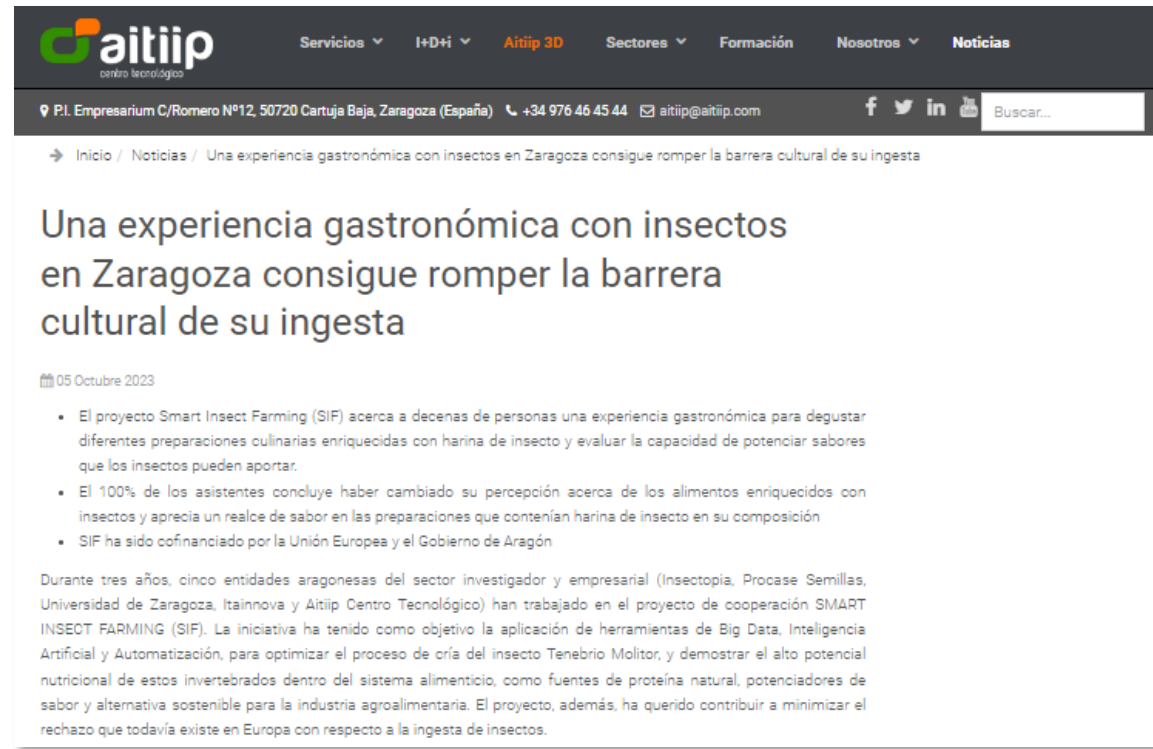 aitiip
centro tecnológico
Servicios I+D+i Aitiip 3D Sectores Formación Nosotros Noticias
P.I. Empresarium C/Romero Nº12, 50720 Cartuja Baja, Zaragoza (España) +34 976 46 45 44 aitiip@aitiip.com Buscar...
Inicio / Noticias / Una experiencia gastronómica con insectos en Zaragoza consigue romper la barrera cultural de su ingesta
Una experiencia gastronómica con insectos
en Zaragoza consigue romper la barrera
cultural de su ingesta
05 Octubre 2023
• El proyecto Smart Insect Farming (SIF) acerca a decenas de personas una experiencia gastronómica para degustar
diferentes preparaciones culinarias enriquecidas con harina de insecto y evaluar la capacidad de potenciar sabores
que los insectos pueden aportar.
• El 100% de los asistentes concluye haber cambiado su percepción acerca de los alimentos enriquecidos con
insectos y aprecia un realce de sabor en las preparaciones que contenían harina de insecto en su composición
• SIF ha sido cofinanciado por la Unión Europea y el Gobierno de Aragón
Durante tres años, cinco entidades aragonesas del sector investigador y empresarial (Insectopia, Procase Semillas,
Universidad de Zaragoza, Itainnova y Aitiip Centro Tecnológico) han trabajado en el proyecto de cooperación SMART
INSECT FARMING (SIF). La iniciativa ha tenido como objetivo la aplicación de herramientas de Big Data, Inteligencia
Artificial y Automatización, para optimizar el proceso de cría del insecto Tenebrio Molitor, y demostrar el alto potencial
nutricional de estos invertebrados dentro del sistema alimenticio, como fuentes de proteína natural, potenciadores de
sabor y alternativa sostenible para la industria agroalimentaria. El proyecto, además, ha querido contribuir a minimizar el
rechazo que todavía existe en Europa con respecto a la ingesta de insectos.